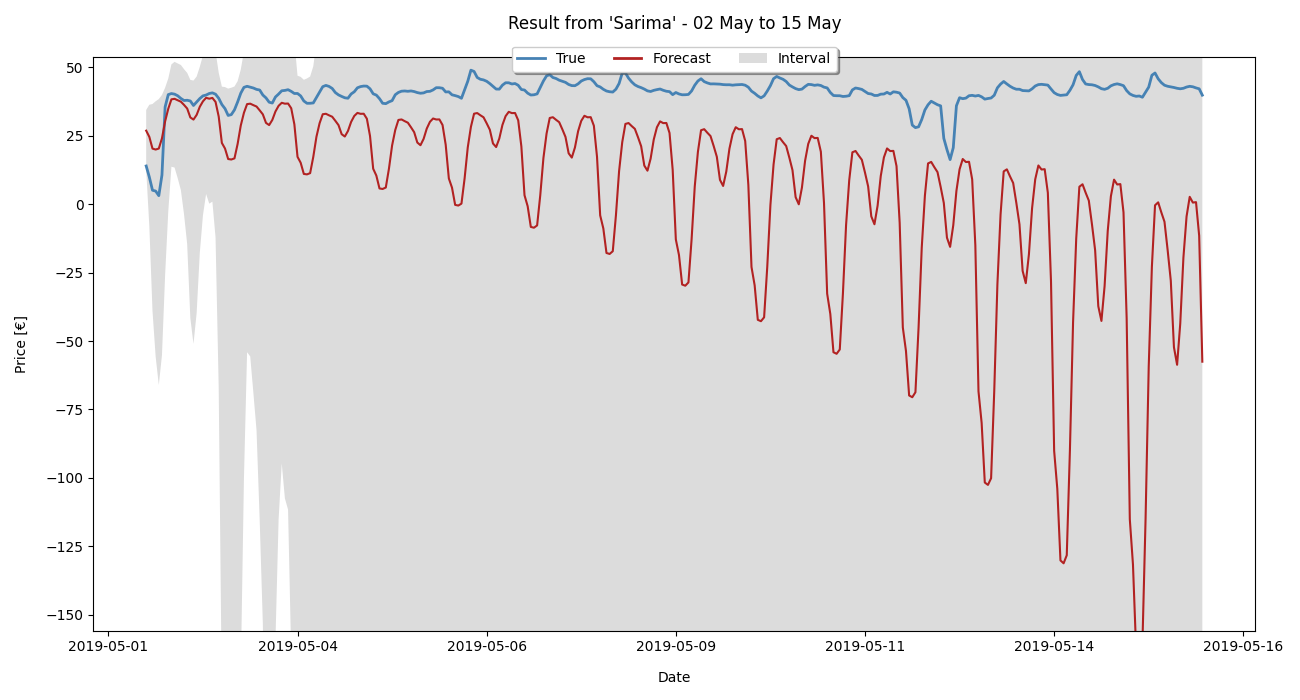 Result from 'Sarima' - 02 May to 15 May
True Forecast Interval
50
25
0
−25
−50
−75
−100
−125
−150
Price [€]
2019-05-01 2019-05-04 2019-05-06 2019-05-09 2019-05-11 2019-05-14 2019-05-16
Date